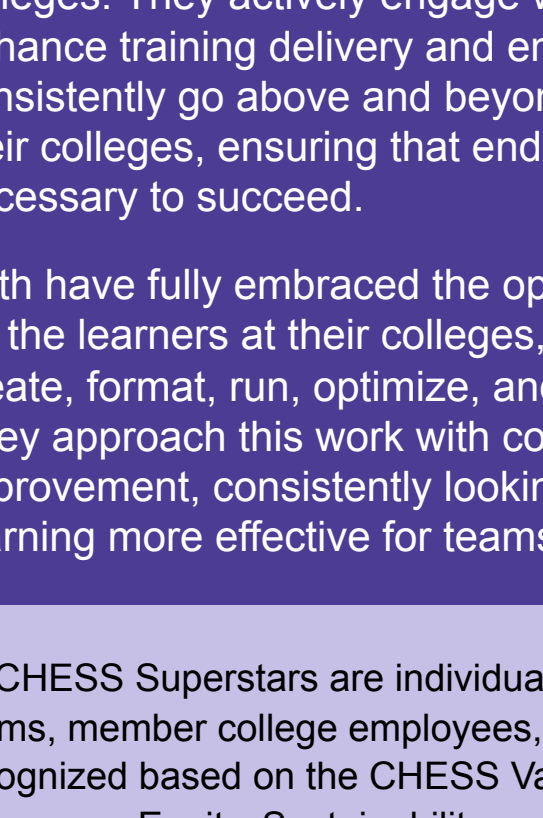 leges. They actively engage
hance training delivery and en
nsistently go above and beyon
eir colleges, ensuring that end
cessary to succeed.
th have fully embraced the op
the learners at their colleges,
eate, format, run, optimize, and
ey approach this work with co
provement, consistently lookin
arning more effective for teams
CHESS Superstars are individua
ms, member college employees,
ognized based on the CHESS Va
Equity, Sustainability